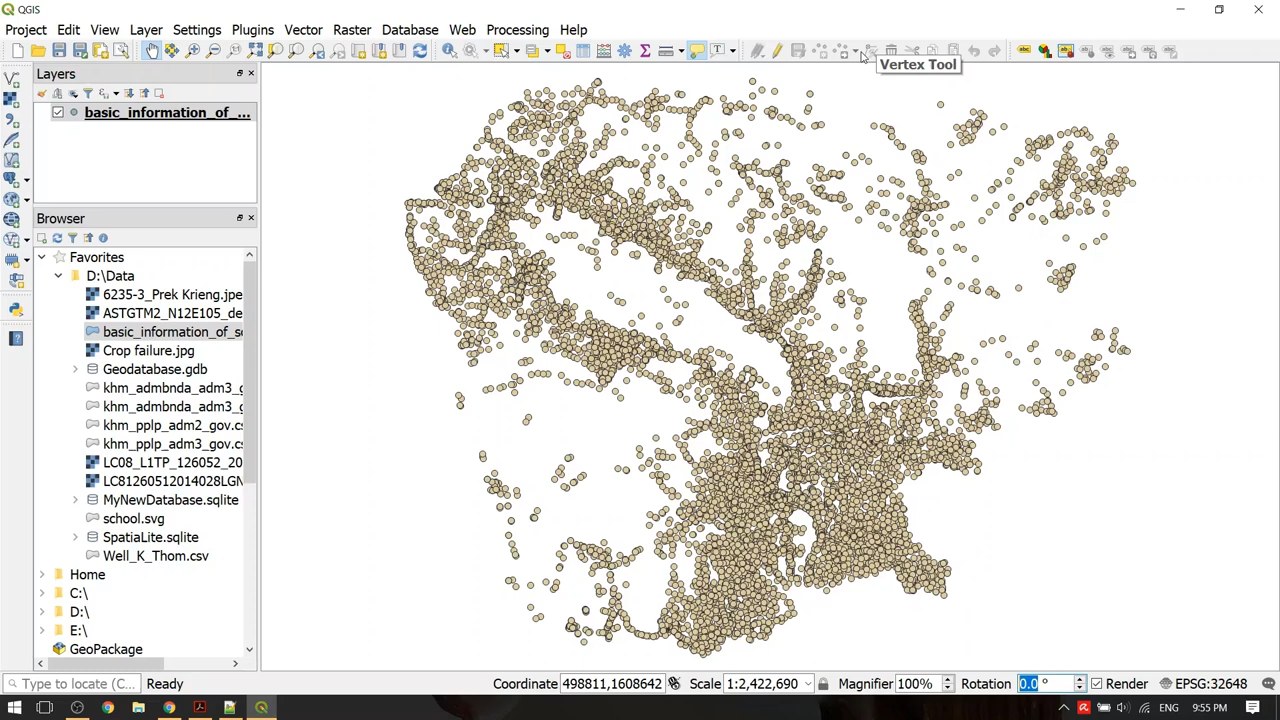 QGIS
Project Edit View Layer Settings Plugins Vector Raster Database Web Processing Help
Vertex Tool
Layers
basic_information_of_...
Browser
Favorites
D:\Data
6235-3_Prek Krieng.jpe
ASTGTM2_N12E105_de
basic_information_of_s
Crop failure.jpg
Geodatabase.gdb
khm_admbnda_adm3_g
khm_admbnda_adm3_g
khm_pplp_adm2_gov.cs
khm_pplp_adm3_gov.cs
LC08_L1TP_126052_20
LC81260512014028LGN
MyNewDatabase.sqlite
school.svg
SpatiaLite.sqlite
Well_K_Thom.csv
Home
C:\
D:\
E:\
GeoPackage
Type to locate (C... Ready Coordinate 498811,1608642 Scale 1:2,422,690 Magnifier 100% Rotation 0.0 ° Render EPSG:32648
ENG 9:55 PM